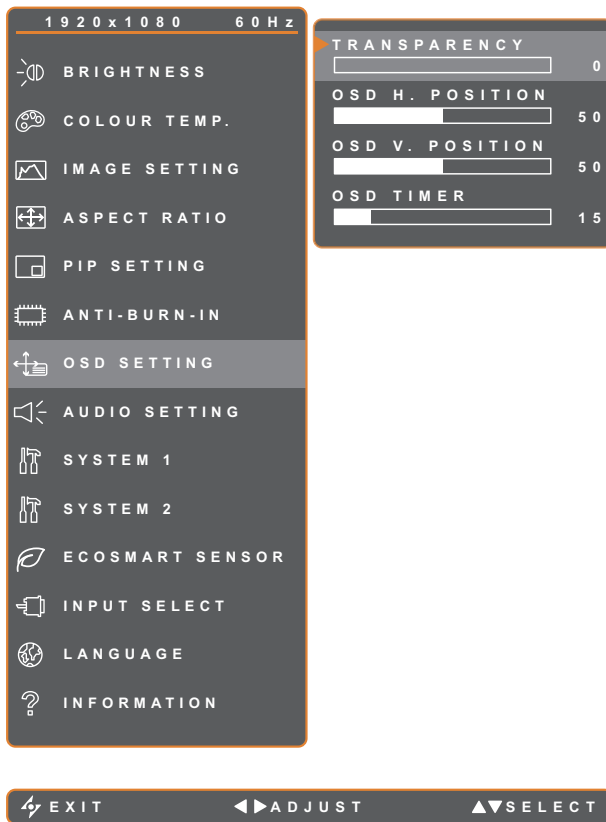 1920x1080 60Hz
BRIGHTNESS
COLOUR TEMP.
IMAGE SETTING
ASPECT RATIO
PIP SETTING
ANTI-BURN-IN
OSD SETTING
AUDIO SETTING
SYSTEM 1
SYSTEM 2
ECOSMART SENSOR
INPUT SELECT
LANGUAGE
INFORMATION
TRANSPARENCY
0
OSD H. POSITION
50
OSD V. POSITION
50
OSD TIMER
15
EXIT ADJUST SELECT